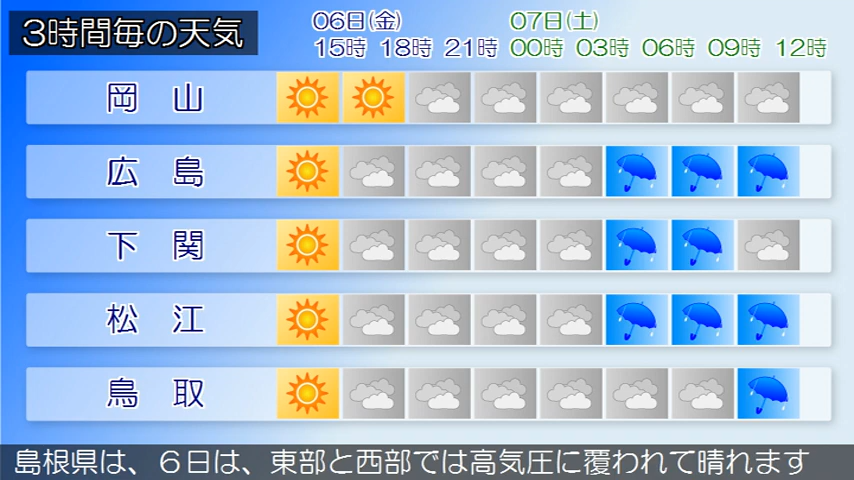 3時間毎の天気
06日(金) 07日(土)
15時 18時 21時 00時 03時 06時 09時 12時
岡 山
広 島
下 関
松 江
鳥 取
島根県は、６日は、東部と西部では高気圧に覆われて晴れます